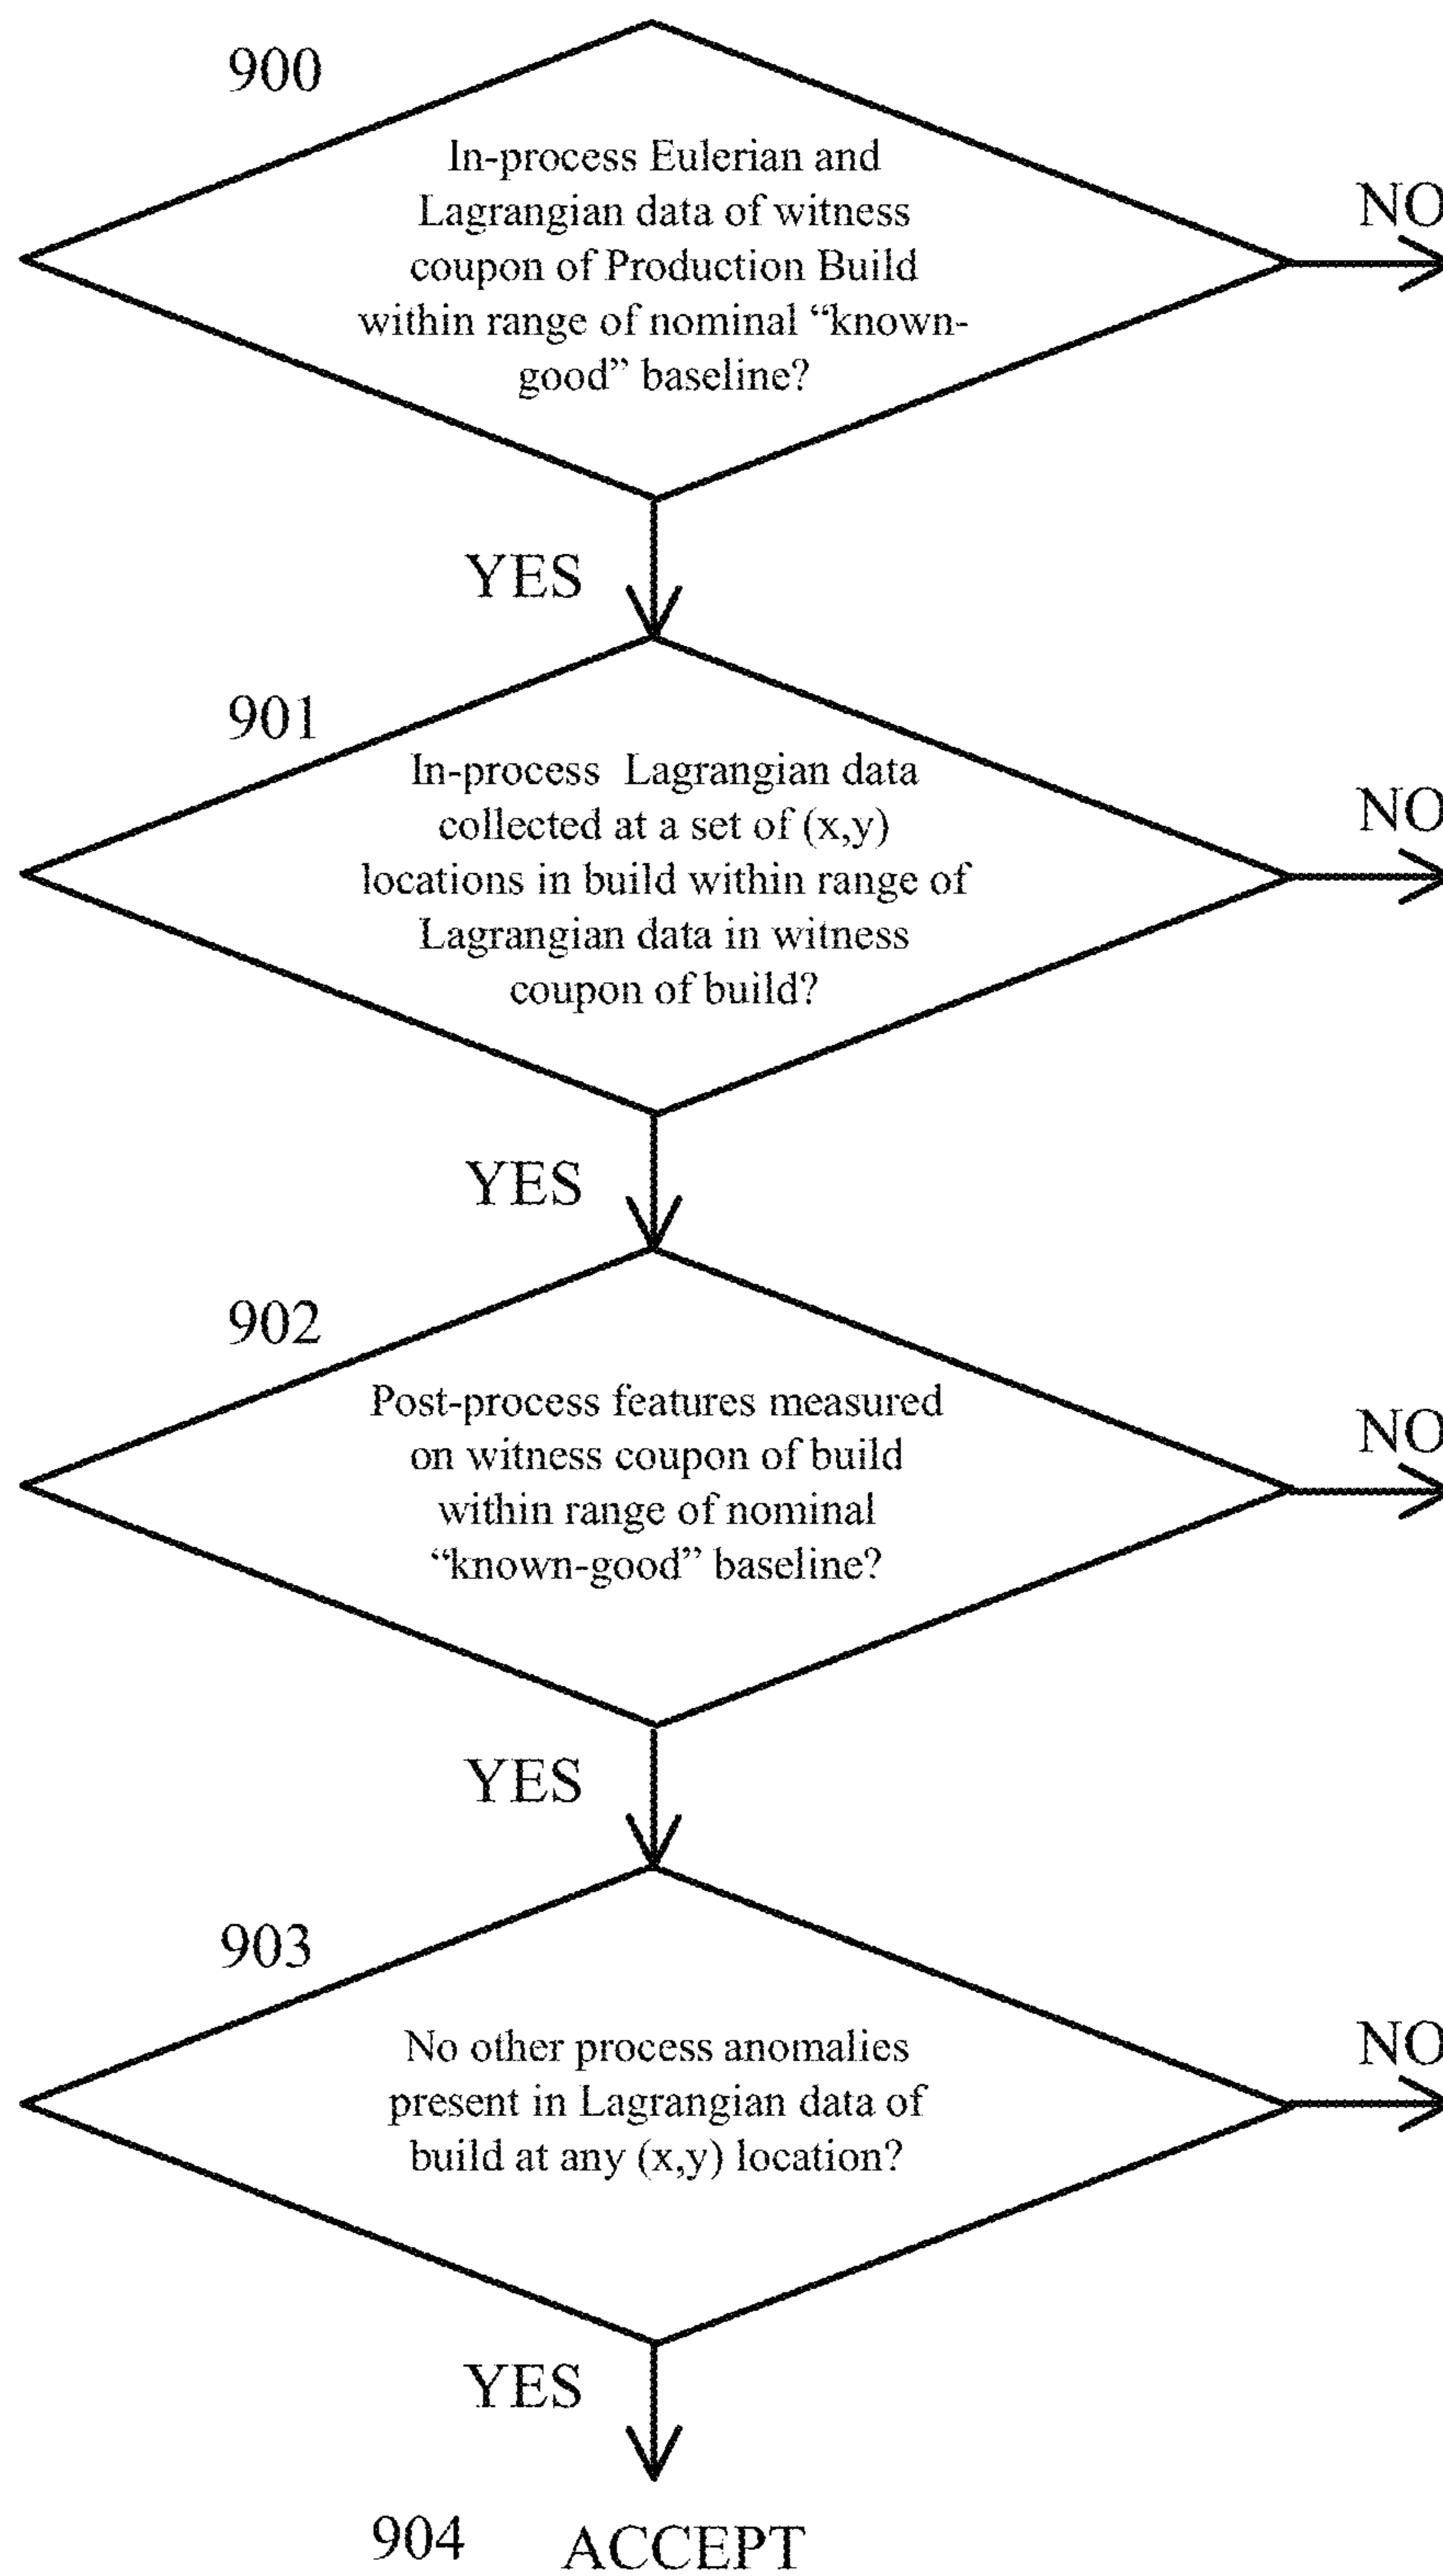 900
In-process Eulerian and
Lagrangian data of witness
coupon of Production Build
within range of nominal “known-
good” baseline?
NO
YES
901
In-process Lagrangian data
collected at a set of (x,y)
locations in build within range of
Lagrangian data in witness
coupon of build?
NO
YES
902
Post-process features measured
on witness coupon of build
within range of nominal
“known-good” baseline?
NO
YES
903
No other process anomalies
present in Lagrangian data of
build at any (x,y) location?
NO
YES
904 ACCEPT